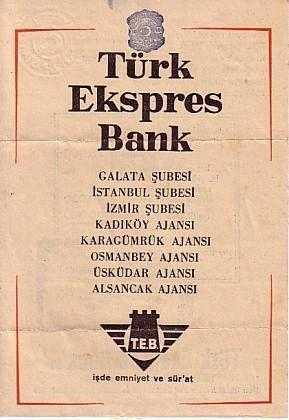 Türk
Ekspres
Bank
GALATA ŞUBESİ
İSTANBUL ŞUBESİ
İZMİR ŞUBESİ
KADIKÖY AJANSI
KARAGÜMRÜK AJANSI
OSMANBEY AJANSI
ÜSKÜDAR AJANSI
ALSANCAK AJANSI
T.E.B.
işde emniyet ve sür'at